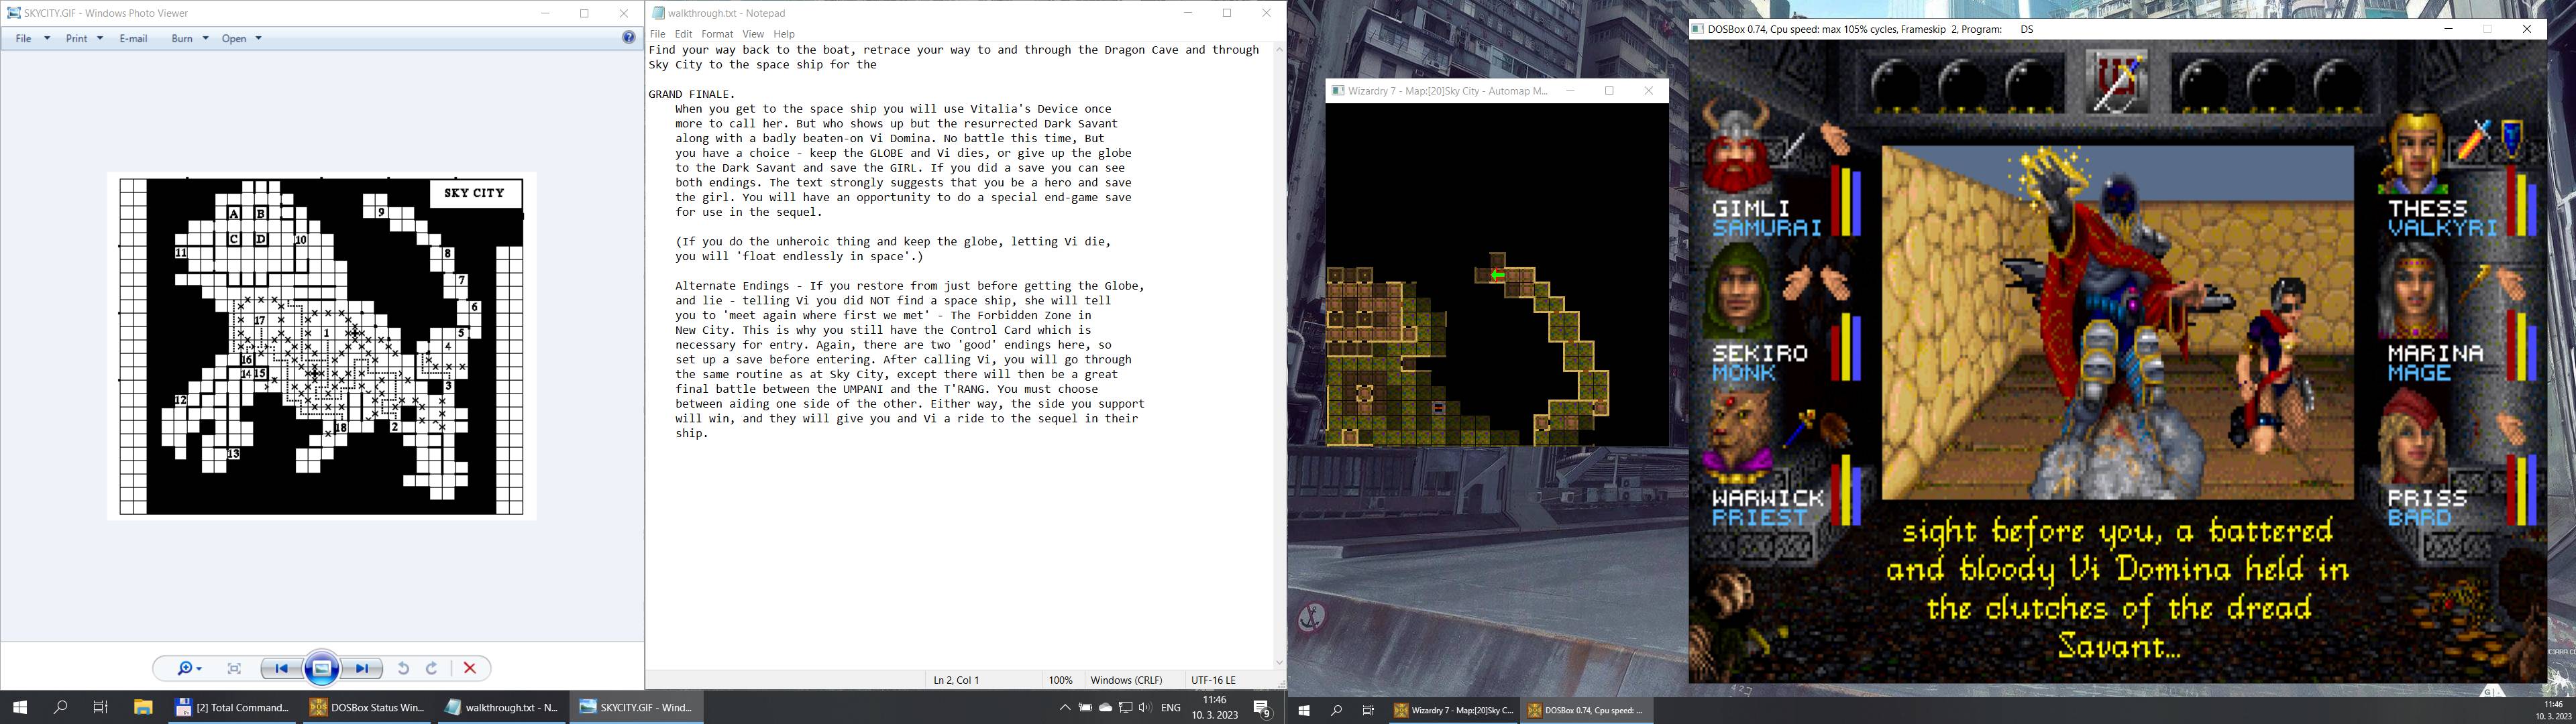 SKYCITY.GIF - Windows Photo Viewer
File Print E-mail Burn Open
SKY CITY
A B 9
C D 10
11 8
7
6
17 1 5
4
16
14 15 3
12
18 2
13
walkthrough.txt - Notepad
File Edit Format View Help
Find your way back to the boat, retrace your way to and through the Dragon Cave and through
Sky City to the space ship for the
GRAND FINALE.
When you get to the space ship you will use Vitalia's Device once
more to call her. But who shows up but the resurrected Dark Savant
along with a badly beaten-on Vi Domina. No battle this time, But
you have a choice - keep the GLOBE and Vi dies, or give up the globe
to the Dark Savant and save the GIRL. If you did a save you can see
both endings. The text strongly suggests that you be a hero and save
the girl. You will have an opportunity to do a special end-game save
for use in the sequel.
(If you do the unheroic thing and keep the globe, letting Vi die,
you will 'float endlessly in space'.)
Alternate Endings - If you restore from just before getting the Globe,
and lie - telling Vi you did NOT find a space ship, she will tell
you to 'meet again where first we met' - The Forbidden Zone in
New City. This is why you still have the Control Card which is
necessary for entry. Again, there are two 'good' endings here, so
set up a save before entering. After calling Vi, you will go through
the same routine as at Sky City, except there will then be a great
final battle between the UMPANI and the T'RANG. You must choose
between aiding one side of the other. Either way, the side you support
will win, and they will give you and Vi a ride to the sequel in their
ship.
Ln 2, Col 1 100% Windows (CRLF) UTF-16 LE
Wizardry 7 - Map:[20]Sky City - Automap M...
DOSBox 0.74, Cpu speed: max 105% cycles, Frameskip 2, Program: DS
GIMLI
SAMURAI
SEKIRO
MONK
WARWICK
PRIEST
THESS
VALKYRI
MARINA
MAGE
PRISS
BARD
sight before you, a battered
and bloody Vi Domina held in
the clutches of the dread
Savant...
[2] Total Command...
DOSBox Status Win...
walkthrough.txt - N...
SKYCITY.GIF - Wind...
ENG
11:46
10. 3. 2023
9
Wizardry 7 - Map:[20]Sky C...
DOSBox 0.74, Cpu speed: ...
11:46
10. 3. 2023